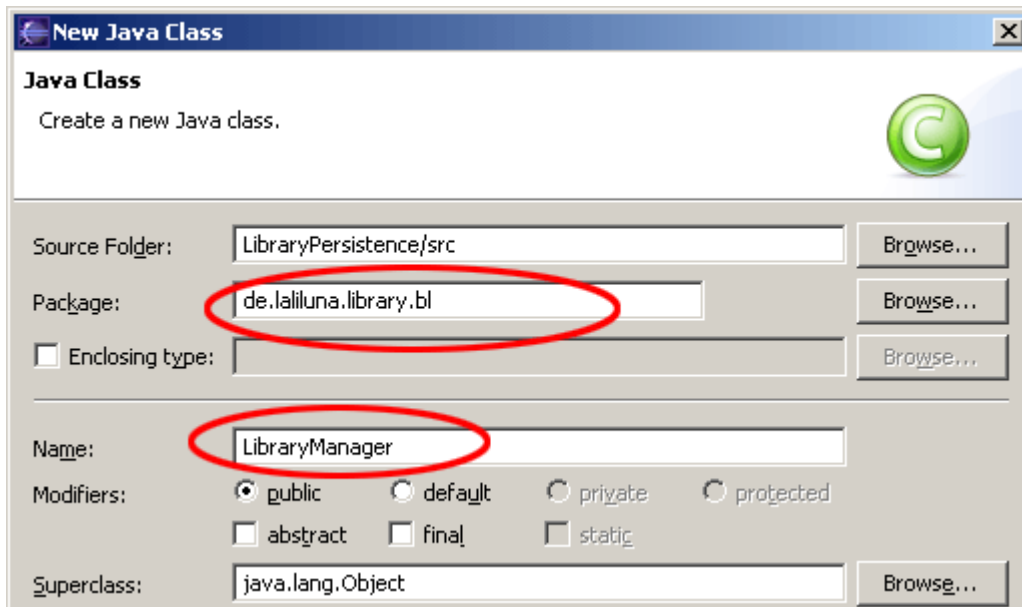 New Java Class
Java Class
Create a new Java class.
Source Folder: LibraryPersistence/src Browse...
Package: de.laliluna.library.bl Browse...
Enclosing type: Browse...
Name: LibraryManager
Modifiers: public default private protected
abstract final static
Superclass: java.lang.Object Browse...